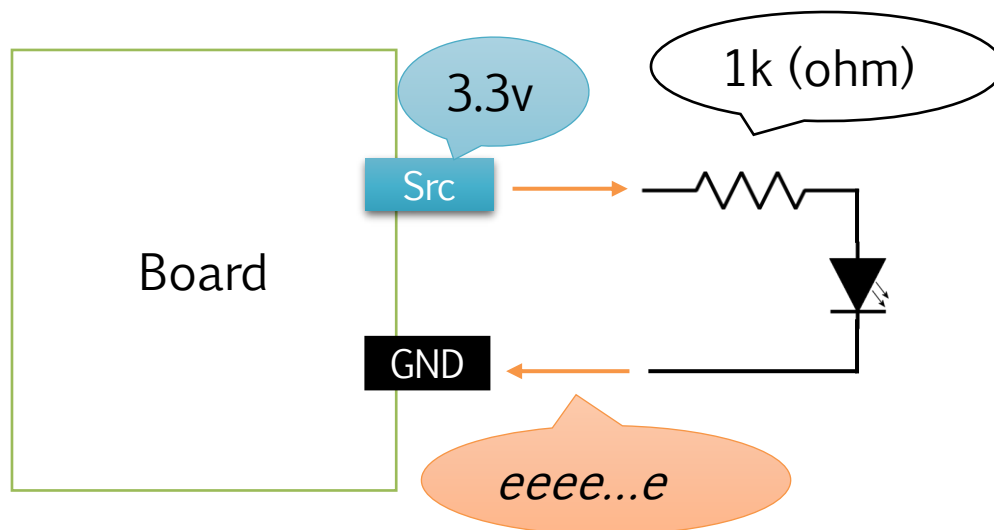 3.3v
1k (ohm)
Src
Board
GND
eeee...e